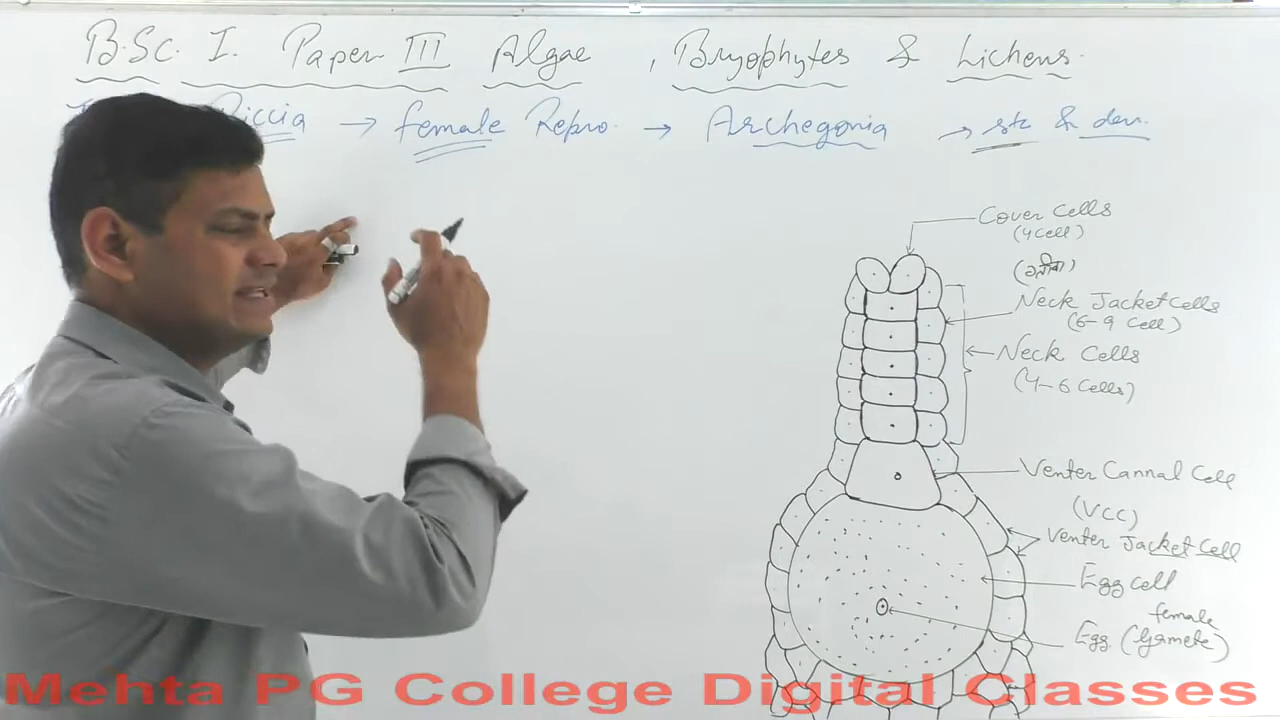 B.Sc. I. Paper III Algae, Bryophytes & Lichens.
Riccia → female Repro. → Archegonia → str & dev.
Cover Cells
(4 Cell)
Neck Jacket Cells
(6-9 Cell)
Neck Cells
(4-6 Cells)
Venter Cannal Cell
(VCC)
Venter Jacket Cell
Egg cell
female
Egg (Gamete)
Mehta PG College Digital Classes